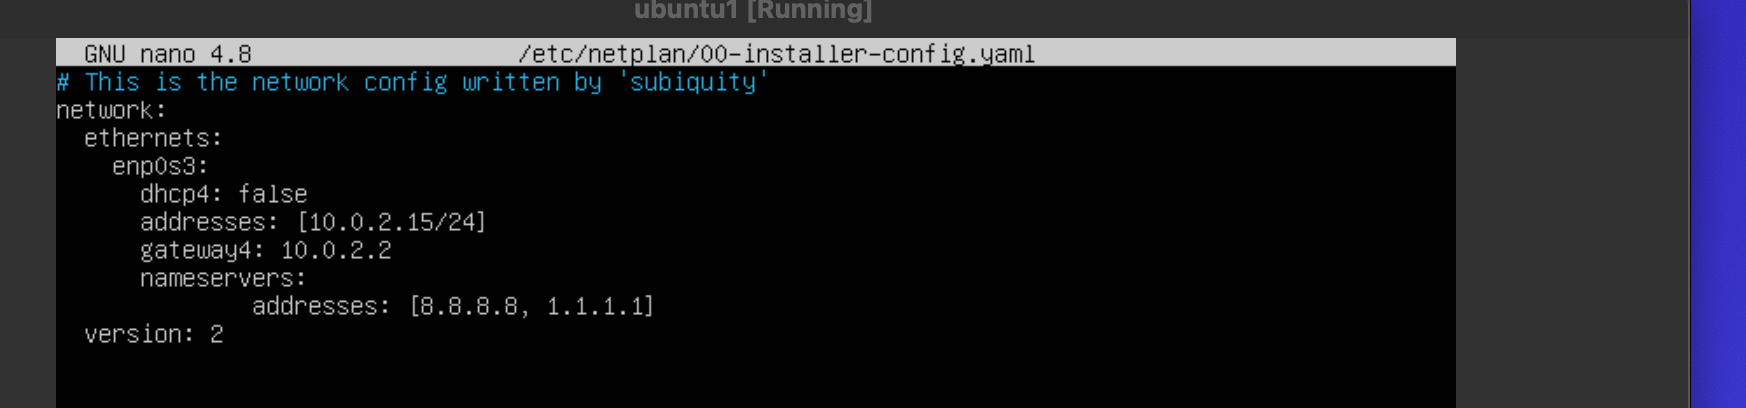 ubuntu1 [Running]
GNU nano 4.8 /etc/netplan/00-installer-config.yaml
# This is the network config written by 'subiquity'
network:
  ethernets:
    enp0s3:
      dhcp4: false
      addresses: [10.0.2.15/24]
      gateway4: 10.0.2.2
      nameservers:
              addresses: [8.8.8.8, 1.1.1.1]
  version: 2